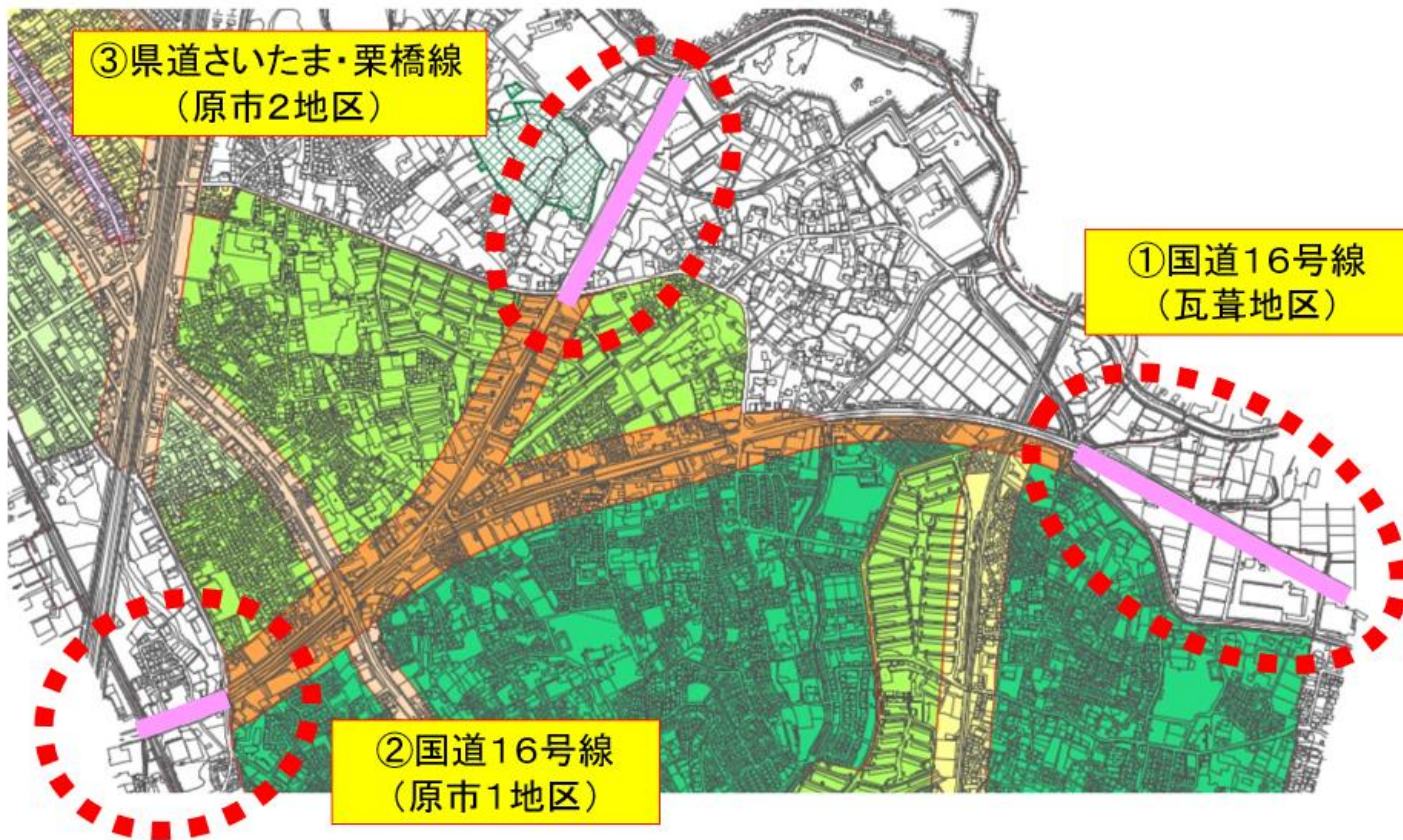 ③県道さいたま・栗橋線
（原市２地区）
①国道１６号線
（瓦葺地区）
②国道１６号線
（原市１地区）